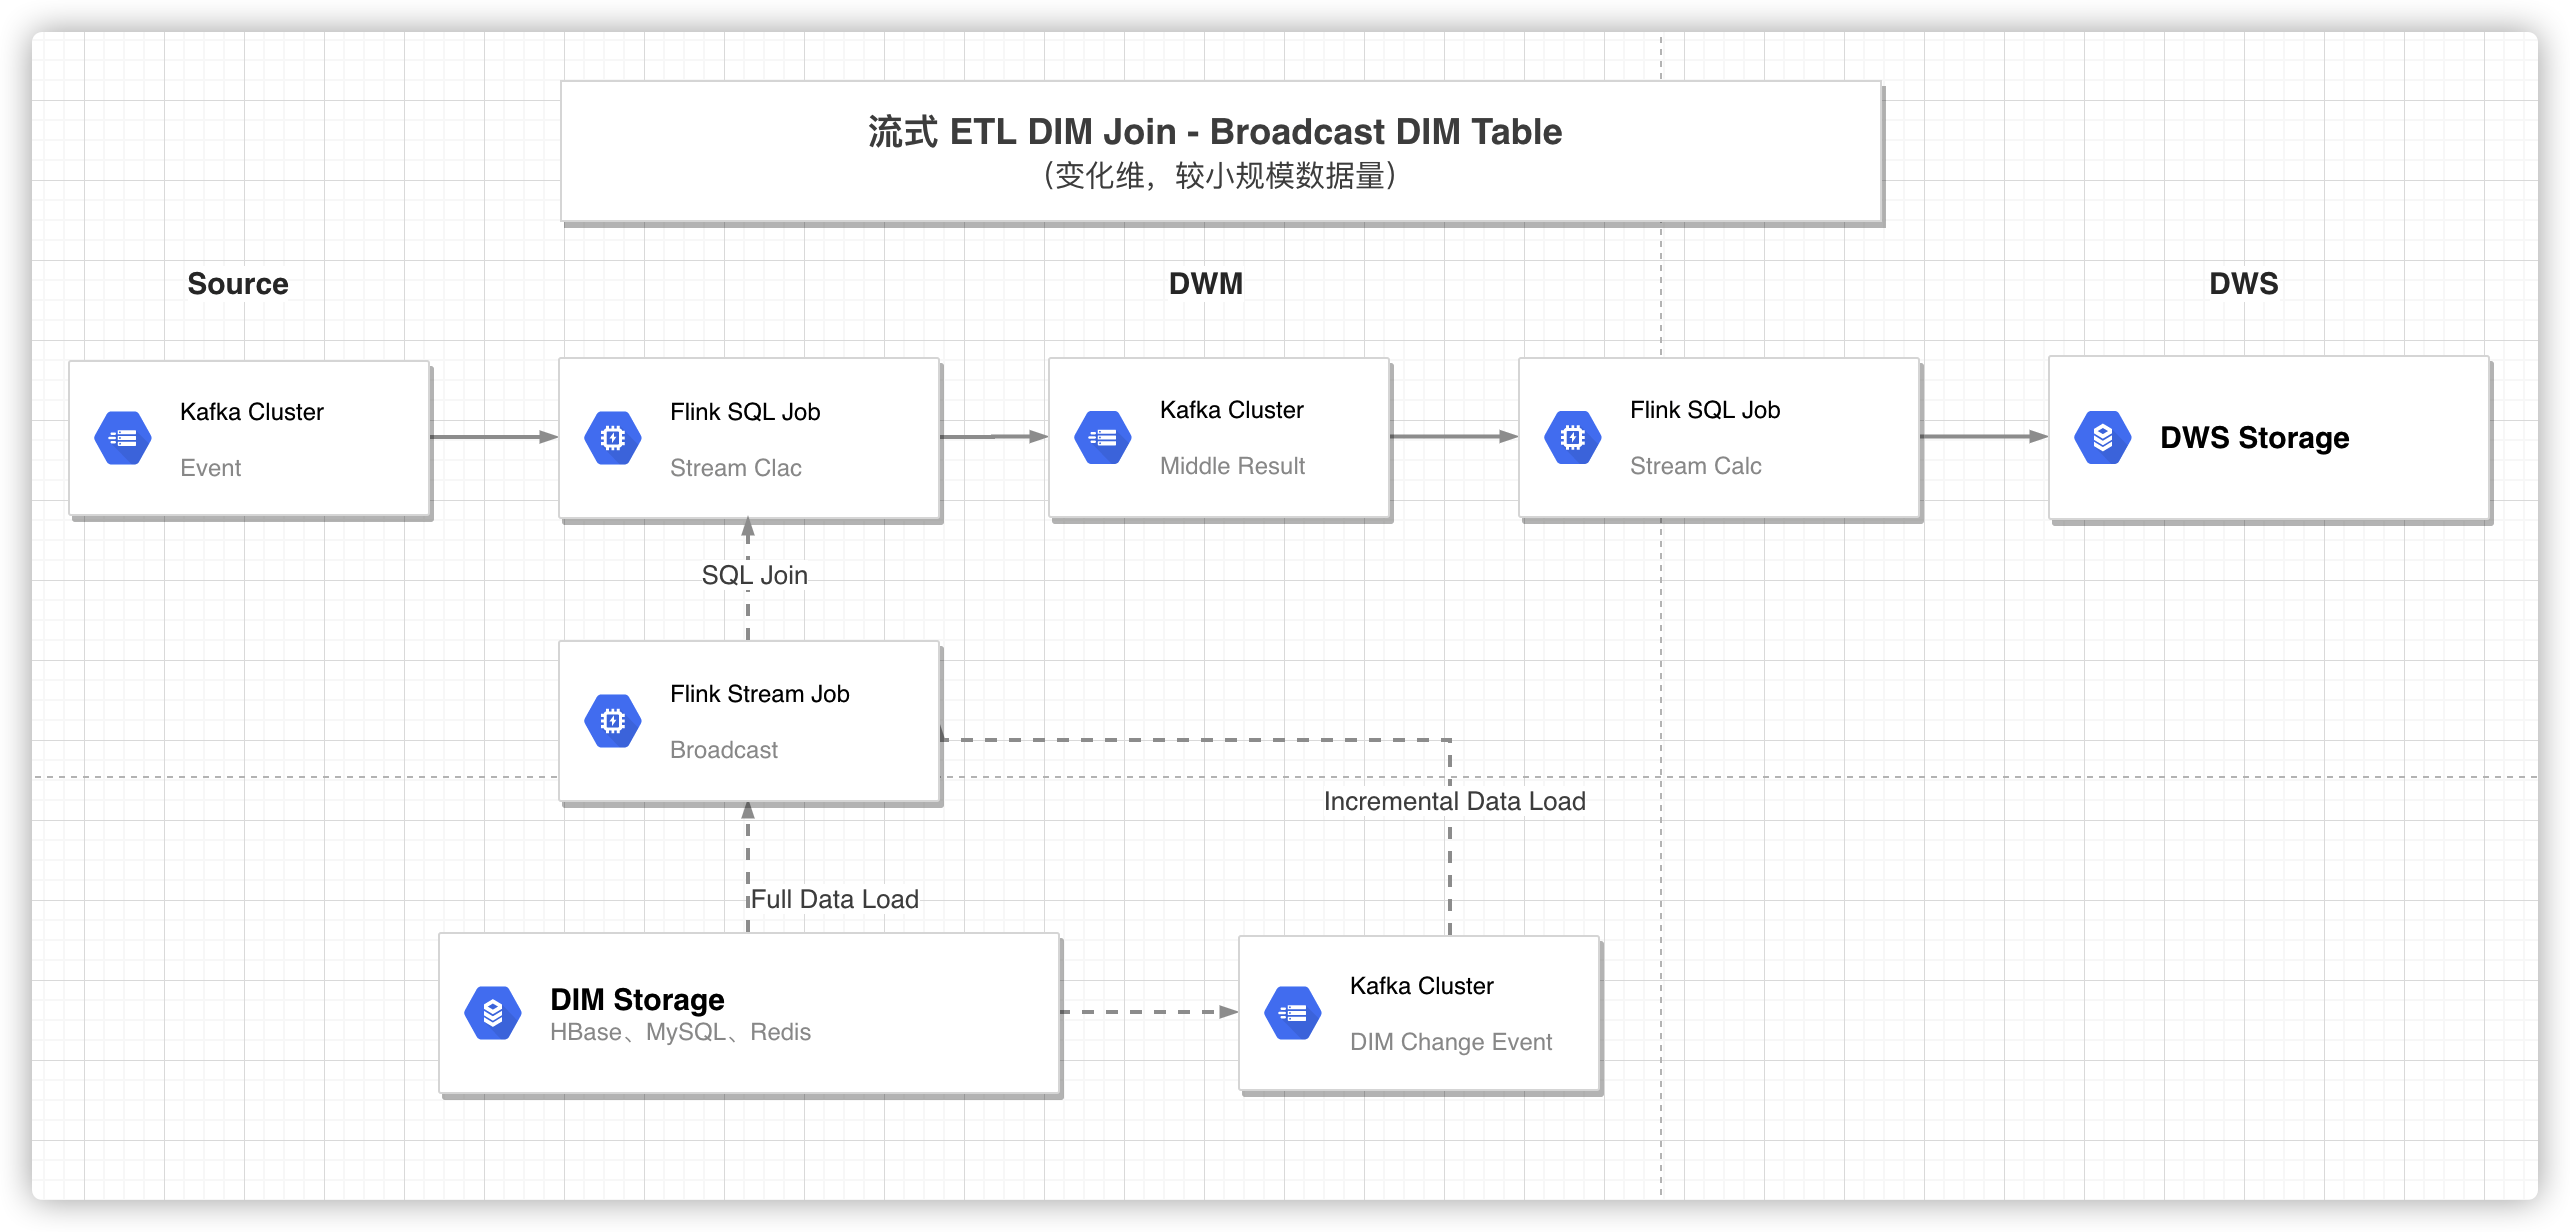 流式 ETL DIM Join - Broadcast DIM Table
（变化维，较小规模数据量）
Source
DWM
DWS
Kafka Cluster
Event
Flink SQL Job
Stream Clac
Kafka Cluster
Middle Result
Flink SQL Job
Stream Calc
DWS Storage
SQL Join
Flink Stream Job
Broadcast
Incremental Data Load
Full Data Load
DIM Storage
HBase、MySQL、Redis
Kafka Cluster
DIM Change Event